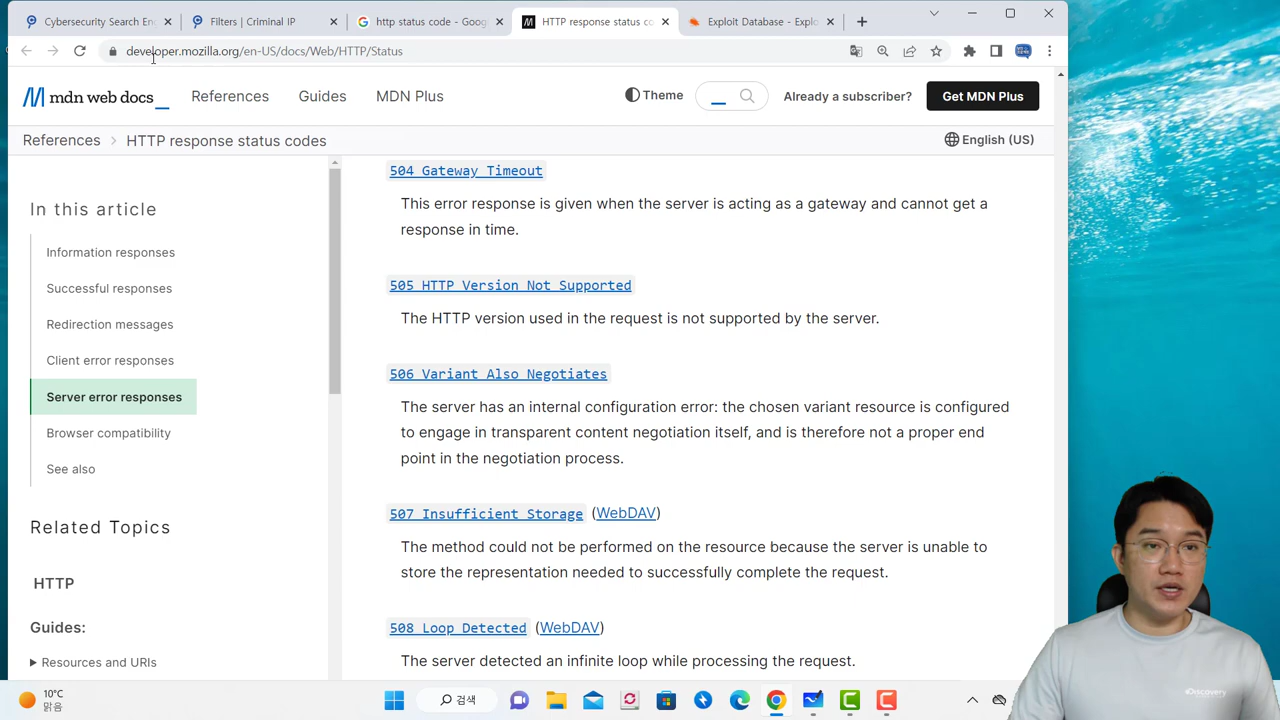 Cybersecurity Search En
Filters | Criminal IP
http status code - Goog
HTTP response status co
Exploit Database - Explo
developer.mozilla.org/en-US/docs/Web/HTTP/Status
mdn web docs
References
Guides
MDN Plus
Theme
Already a subscriber?
Get MDN Plus
References
HTTP response status codes
English (US)
In this article
Information responses
Successful responses
Redirection messages
Client error responses
Server error responses
Browser compatibility
See also
Related Topics
HTTP
Guides:
Resources and URIs
504 Gateway Timeout
This error response is given when the server is acting as a gateway and cannot get a
response in time.
505 HTTP Version Not Supported
The HTTP version used in the request is not supported by the server.
506 Variant Also Negotiates
The server has an internal configuration error: the chosen variant resource is configured
to engage in transparent content negotiation itself, and is therefore not a proper end
point in the negotiation process.
507 Insufficient Storage (WebDAV)
The method could not be performed on the resource because the server is unable to
store the representation needed to successfully complete the request.
508 Loop Detected (WebDAV)
The server detected an infinite loop while processing the request.
10°C
맑음
검색
Discovery